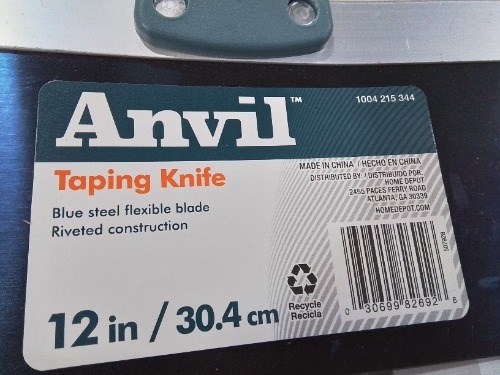 Anvil™
1004 215 344
Taping Knife
Blue steel flexible blade
Riveted construction
MADE IN CHINA / HECHO EN CHINA
DISTRIBUTED BY / DISTRIBUIDO POR:
HOME DEPOT
2455 PACES FERRY ROAD
ATLANTA, GA 30339
HOMEDEPOT.COM
507928
Recycle
Recicla
0 30699 82692 8
12 in / 30.4 cm